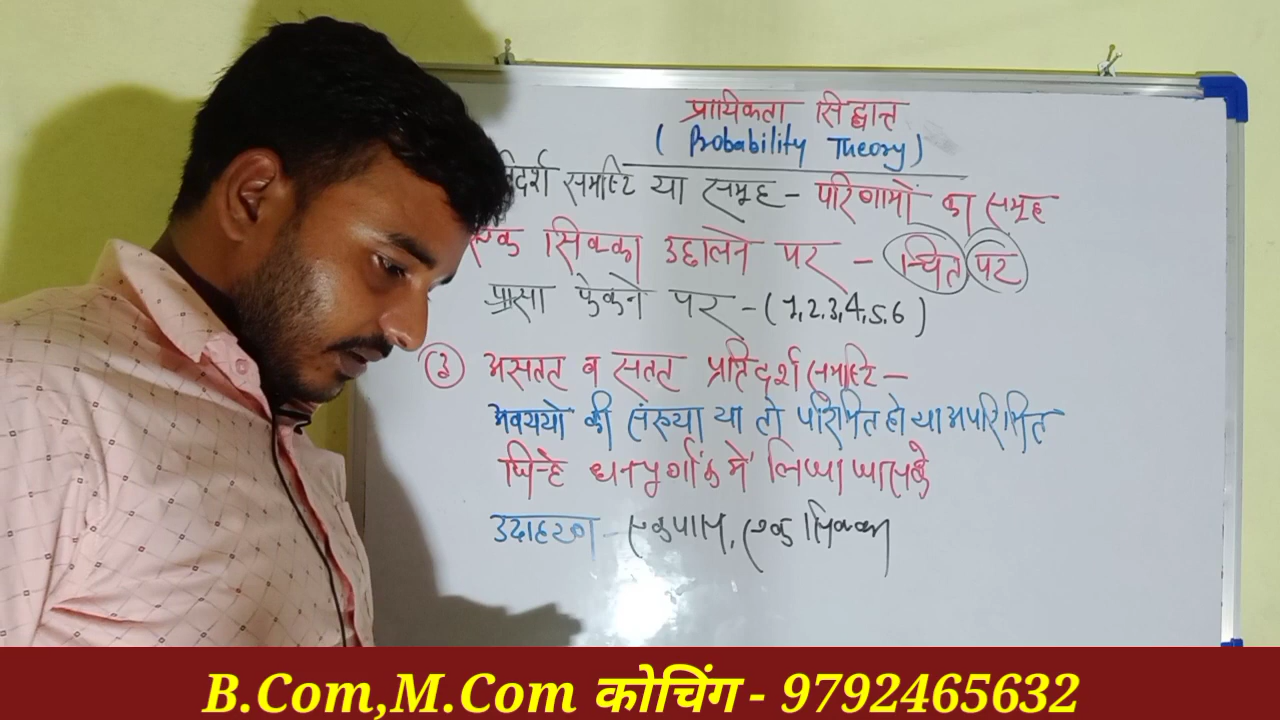 प्रायिकता सिद्धान्त
( Probability Theory )
तिदर्श समष्टि या समूह - परिणामों का समूह
एक सिक्का उछालने पर - चित पट
प्रासा फेकने पर - (1,2,3,4,5,6)
(3) असतत व सतत प्रतिदर्श समष्टि -
अवययो की संख्या या तो परिमित हो या अपरिमित
जिन्हे धनपूर्णांक में लिखा जा सके
उदाहरण - एक पासा, एक सिक्का
B.Com,M.Com कोचिंग - 9792465632